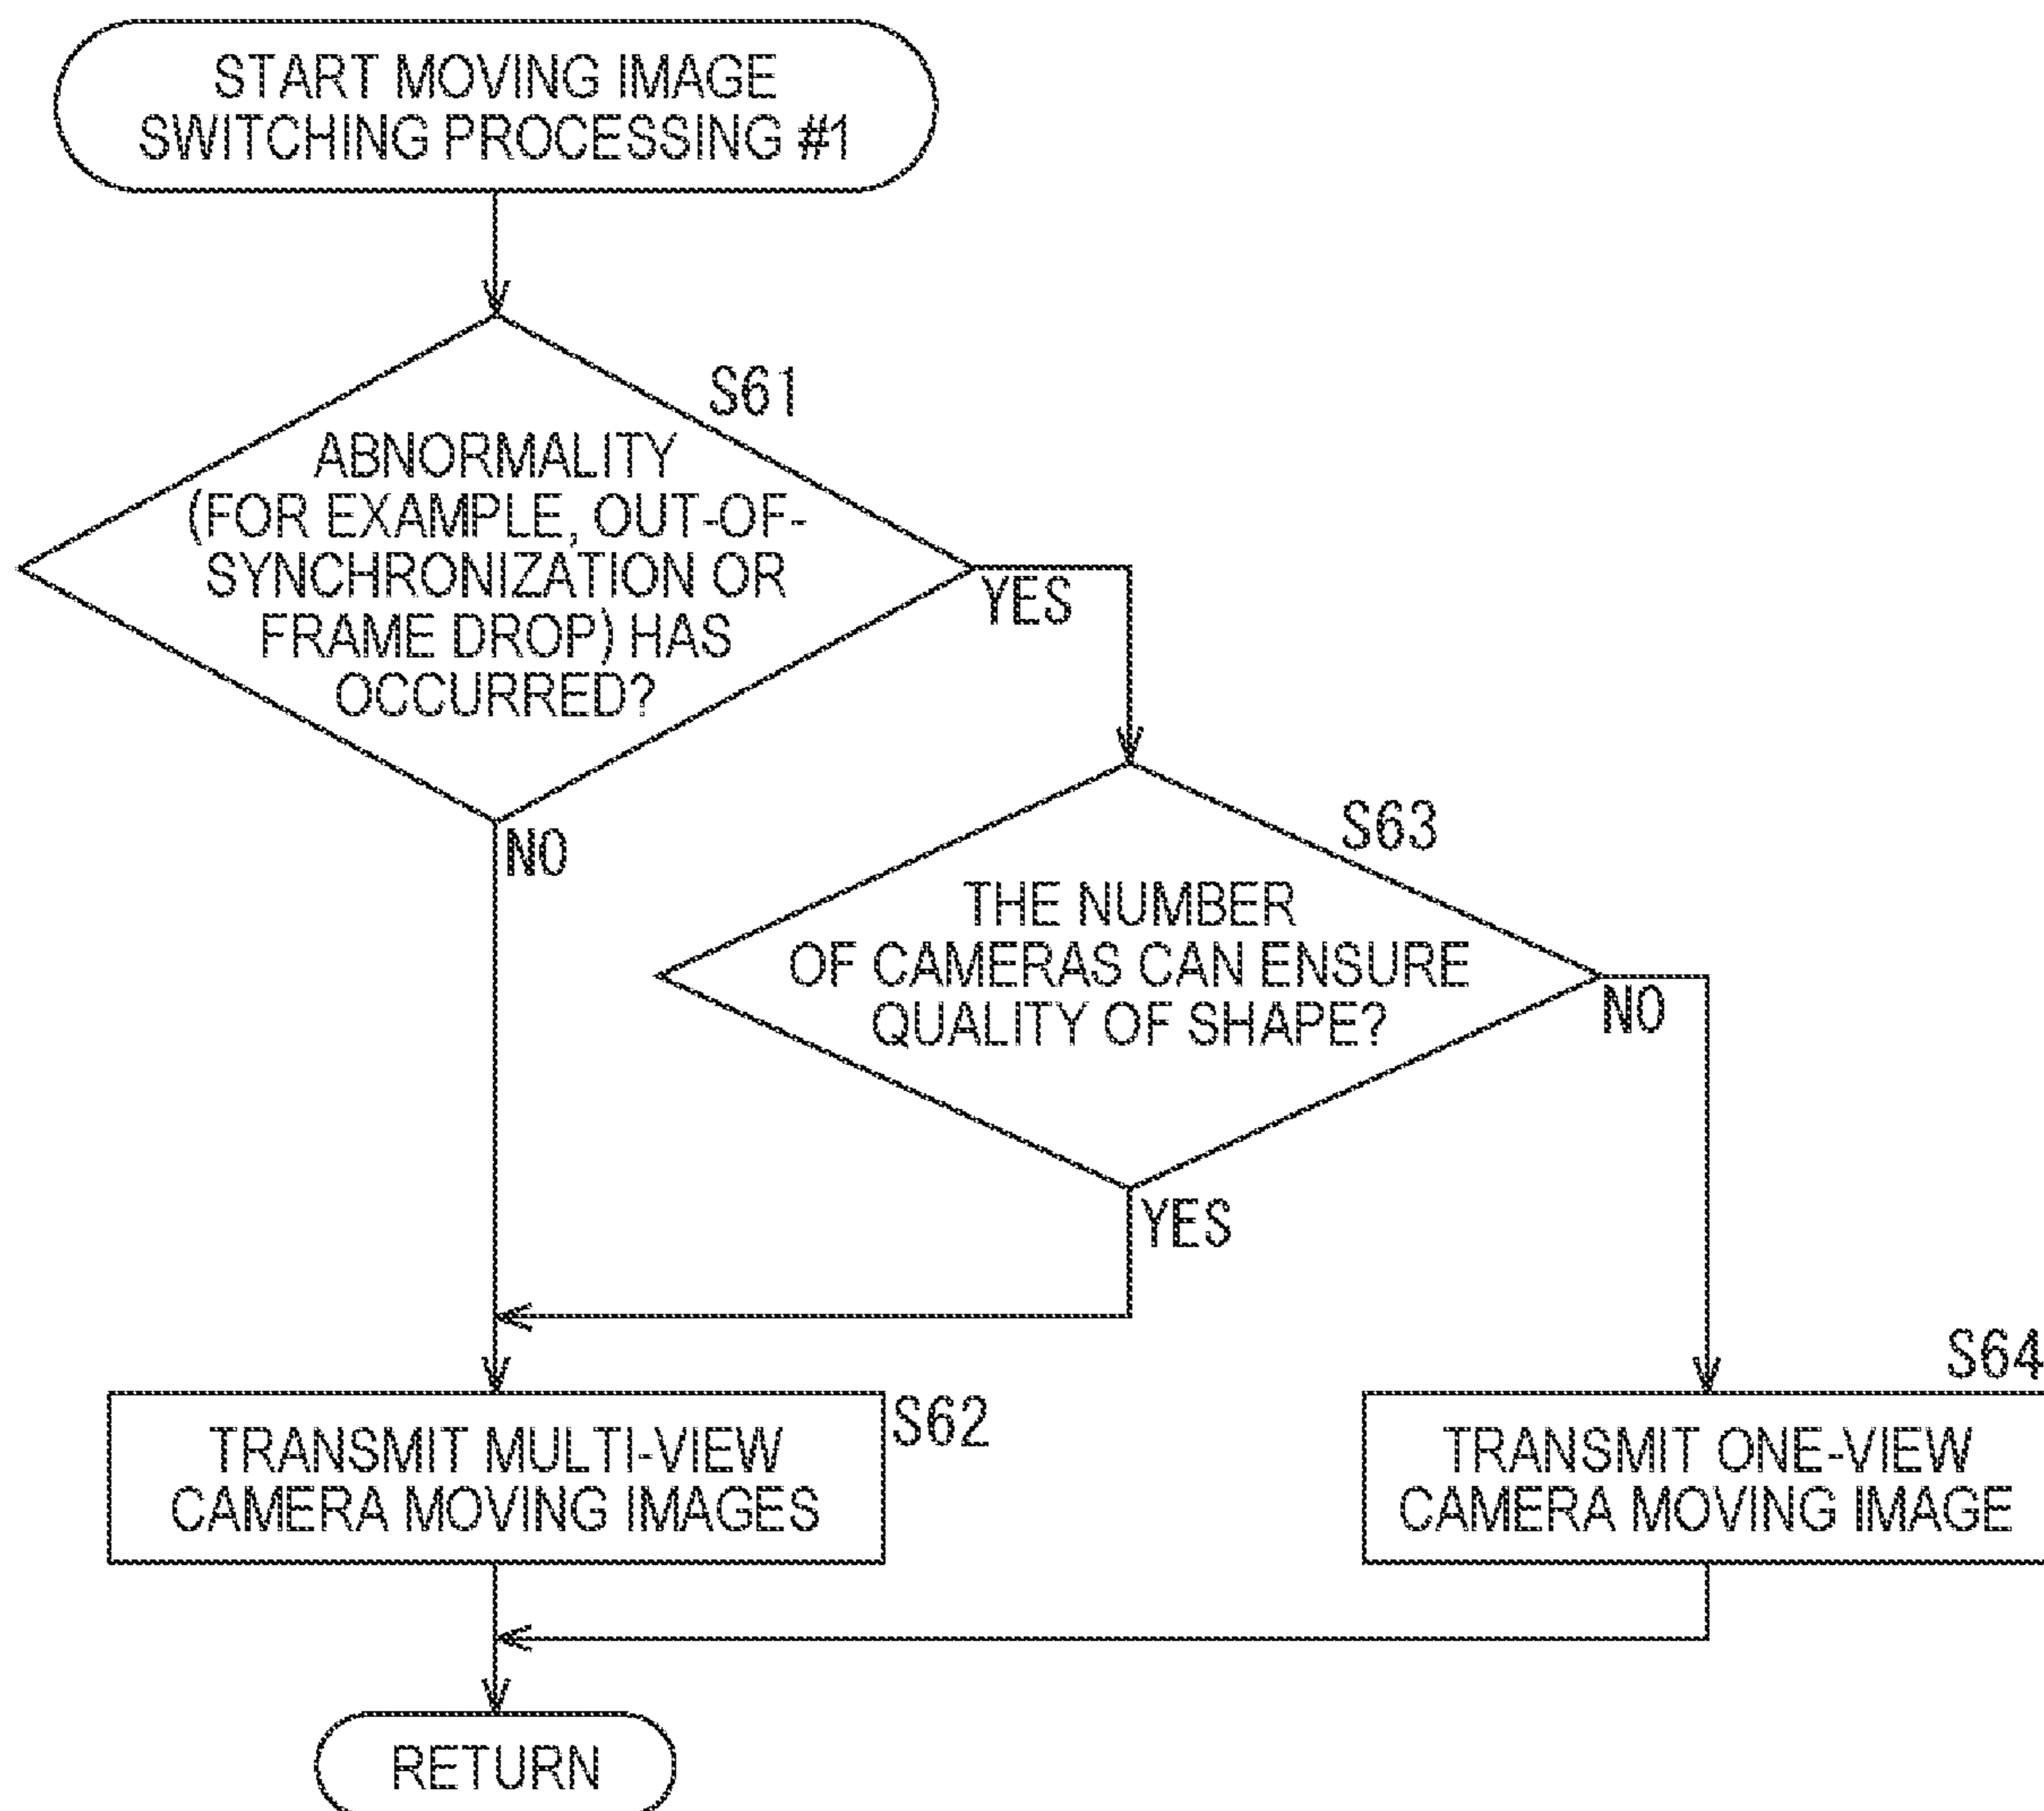 START MOVING IMAGE
SWITCHING PROCESSING #1
S61
ABNORMALITY
(FOR EXAMPLE, OUT-OF-
SYNCHRONIZATION OR
FRAME DROP) HAS
OCCURRED?
YES
NO
S63
THE NUMBER
OF CAMERAS CAN ENSURE
QUALITY OF SHAPE?
NO
YES
S62
TRANSMIT MULTI-VIEW
CAMERA MOVING IMAGES
S64
TRANSMIT ONE-VIEW
CAMERA MOVING IMAGE
RETURN